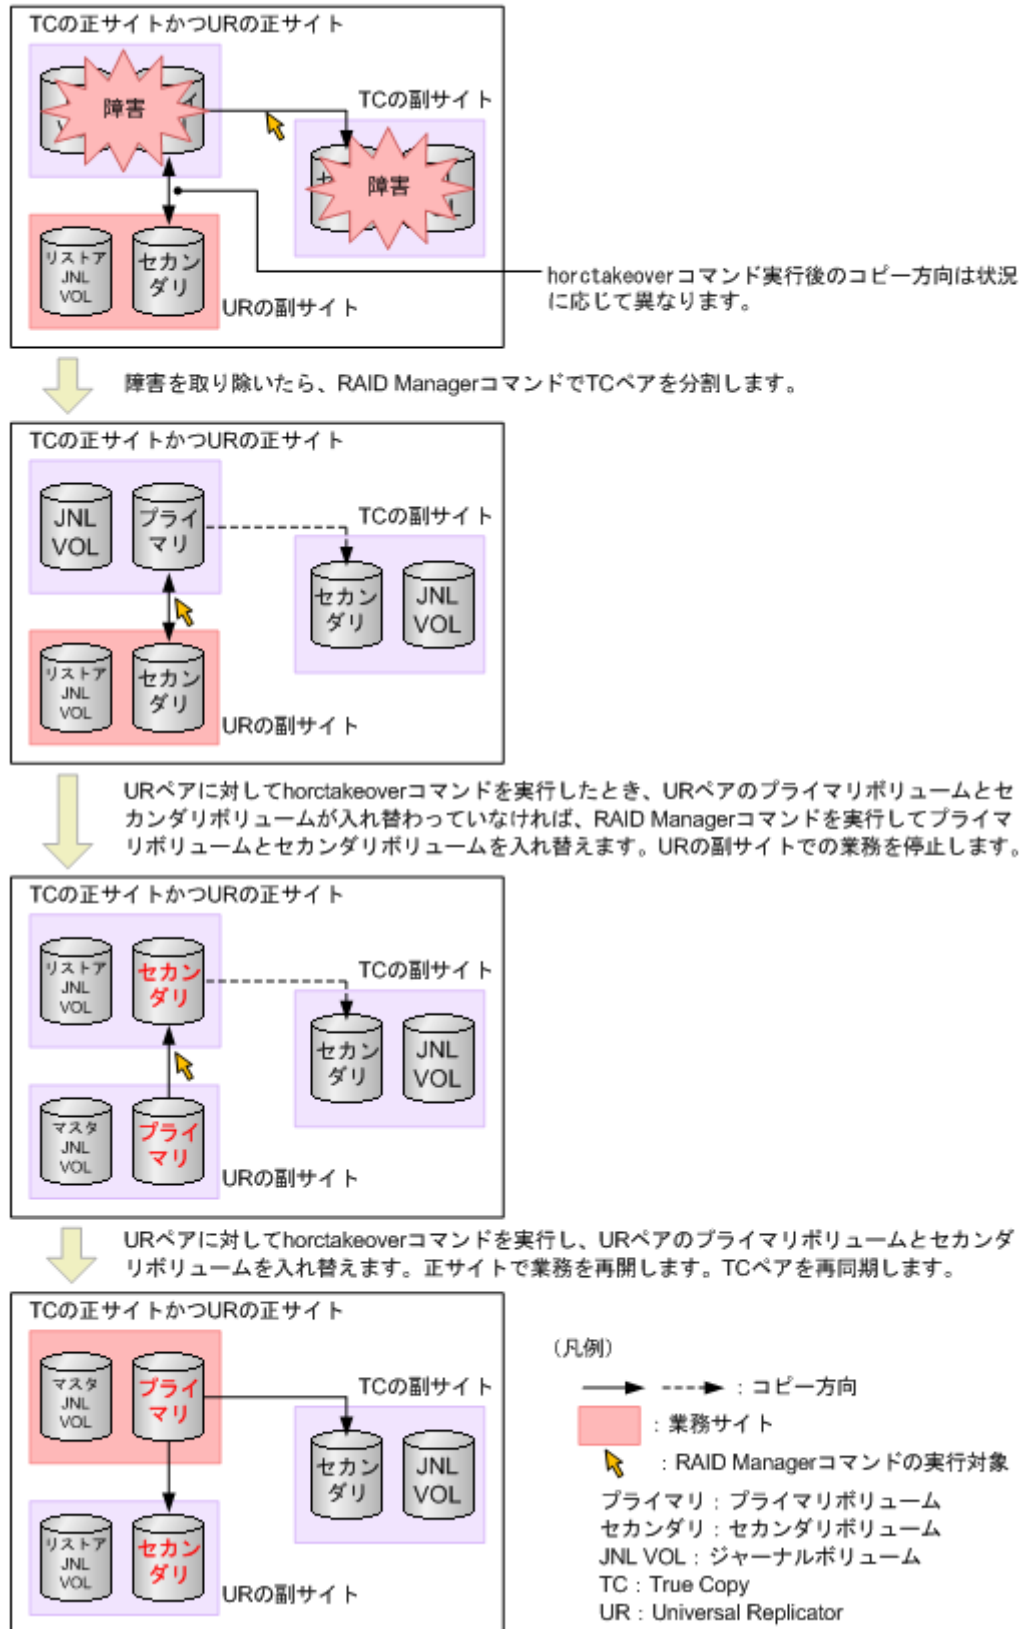 TCの正サイトかつURの正サイト
障害
TCの副サイト
障害
リストア
JNL
VOL
セカン
ダリ
URの副サイト
horctakeoverコマンド実行後のコピー方向は状況
に応じて異なります。
障害を取り除いたら、RAID ManagerコマンドでTCペアを分割します。
TCの正サイトかつURの正サイト
JNL
VOL
プライ
マリ
TCの副サイト
セカン
ダリ
JNL
VOL
リストア
JNL
VOL
セカン
ダリ
URの副サイト
URペアに対してhorctakeoverコマンドを実行したとき、URペアのプライマリボリュームとセ
カンダリボリュームが入れ替わっていなければ、RAID Managerコマンドを実行してプライマ
リボリュームとセカンダリボリュームを入れ替えます。URの副サイトでの業務を停止します。
TCの正サイトかつURの正サイト
リストア
JNL
VOL
セカン
ダリ
TCの副サイト
セカン
ダリ
JNL
VOL
マスタ
JNL
VOL
プライ
マリ
URの副サイト
URペアに対してhorctakeoverコマンドを実行し、URペアのプライマリボリュームとセカンダ
リボリュームを入れ替えます。正サイトで業務を再開します。TCペアを再同期します。
TCの正サイトかつURの正サイト
マスタ
JNL
VOL
プライ
マリ
TCの副サイト
セカン
ダリ
JNL
VOL
リストア
JNL
VOL
セカン
ダリ
URの副サイト
（凡例）
：コピー方向
：業務サイト
：RAID Managerコマンドの実行対象
プライマリ：プライマリボリューム
セカンダリ：セカンダリボリューム
JNL VOL：ジャーナルボリューム
TC：True Copy
UR：Universal Replicator